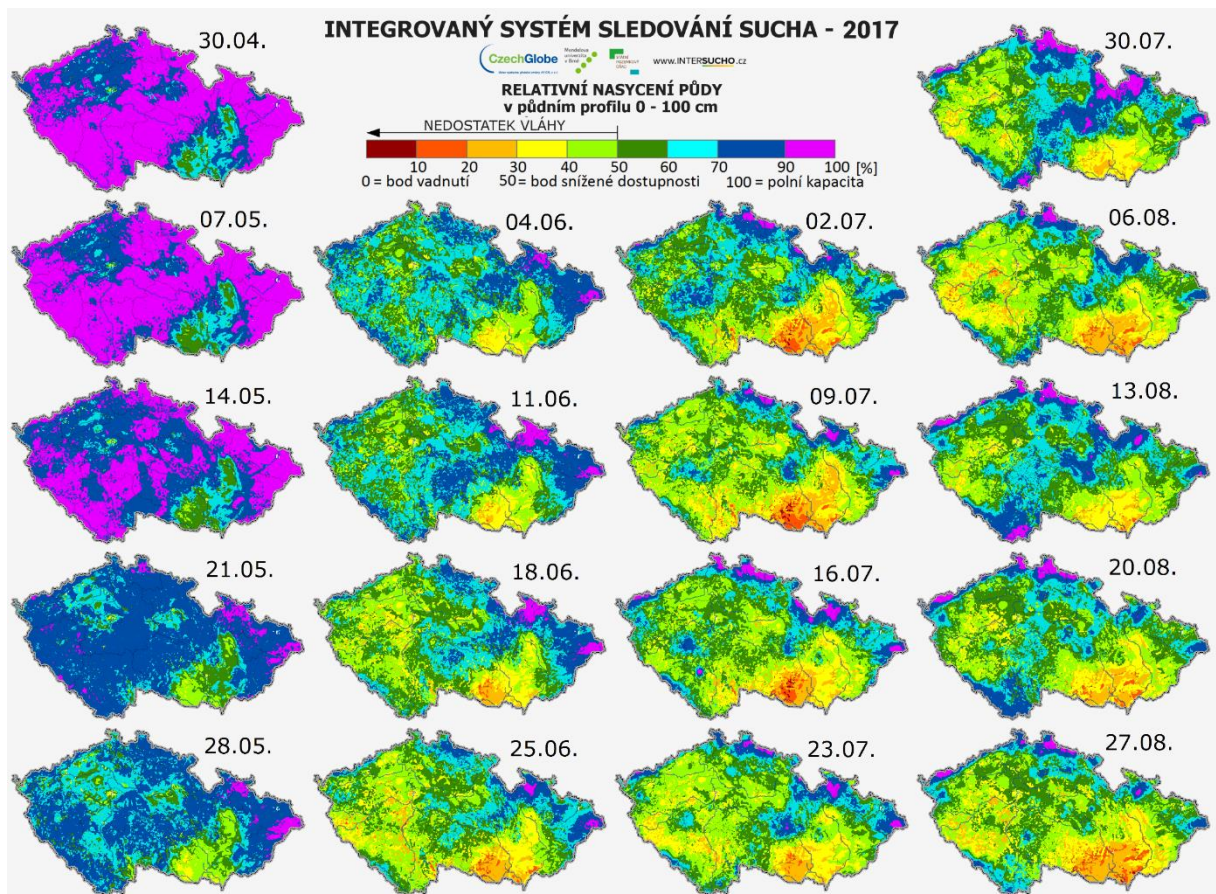 INTEGROVANÝ SYSTÉM SLEDOVÁNÍ SUCHA - 2017
CzechGlobe
Mendelova
univerzita
v Brně
www.INTERSUCHO.cz
RELATIVNÍ NASYCENÍ PŮDY
v půdním profilu 0 - 100 cm
NEDOSTATEK VLÁHY
10 20 30 40 50 60 70 90 100 [%]
0 = bod vadnutí 50 = bod snížené dostupnosti 100 = polní kapacita
30.04. 30.07.
07.05. 04.06. 02.07. 06.08.
14.05. 11.06. 09.07. 13.08.
21.05. 18.06. 16.07. 20.08.
28.05. 25.06. 23.07. 27.08.